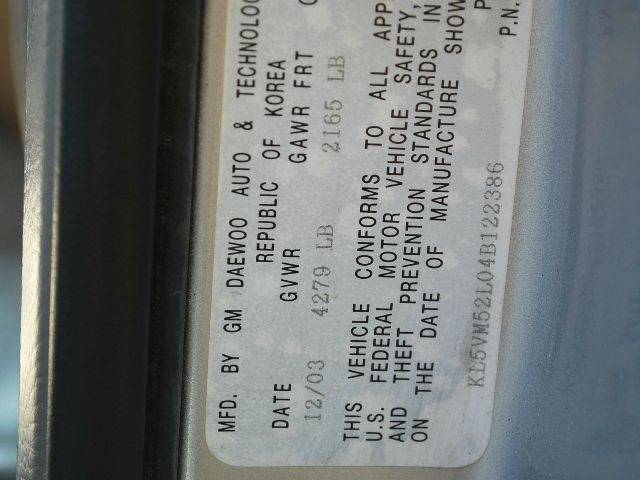 MFD. BY GM DAEWOO AUTO & TECHNOLOG
REPUBLIC OF KOREA
DATE GVWR GAWR FRT
12/03 4279 LB 2165 LB
THIS VEHICLE CONFORMS TO ALL APP
U.S. FEDERAL MOTOR VEHICLE SAFETY,
AND THEFT PREVENTION STANDARDS IN
ON THE DATE OF MANUFACTURE SHOW
KL5VM52L04B122386 P
P.N.